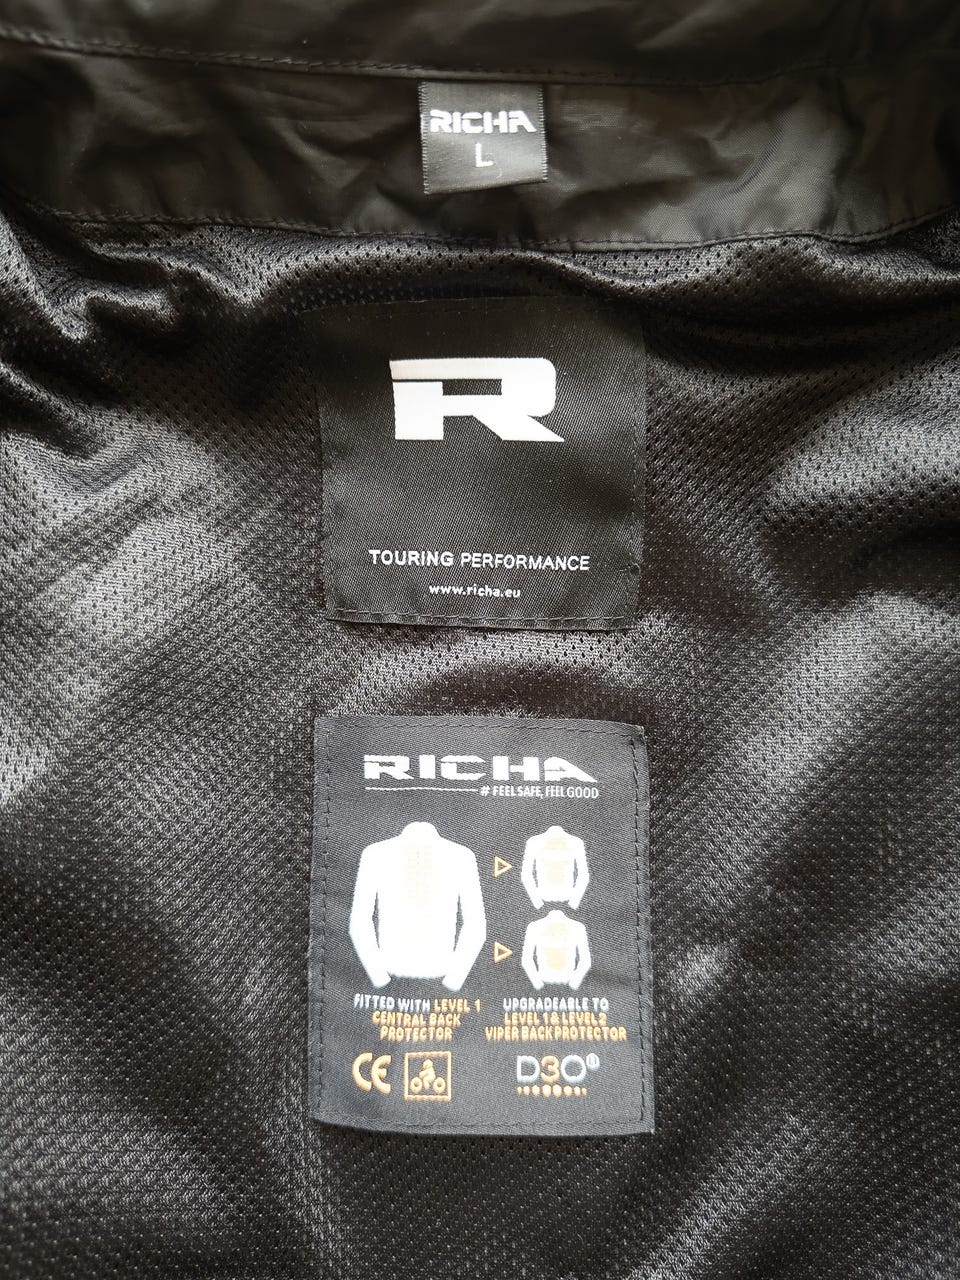 RICHA
L
R
TOURING PERFORMANCE
www.richa.eu
RICHA
# FEEL SAFE, FEEL GOOD
FITTED WITH LEVEL 1
CENTRAL BACK
PROTECTOR
UPGRADEABLE TO
LEVEL 1 & LEVEL 2
VIPER BACK PROTECTOR
CE
D3O®